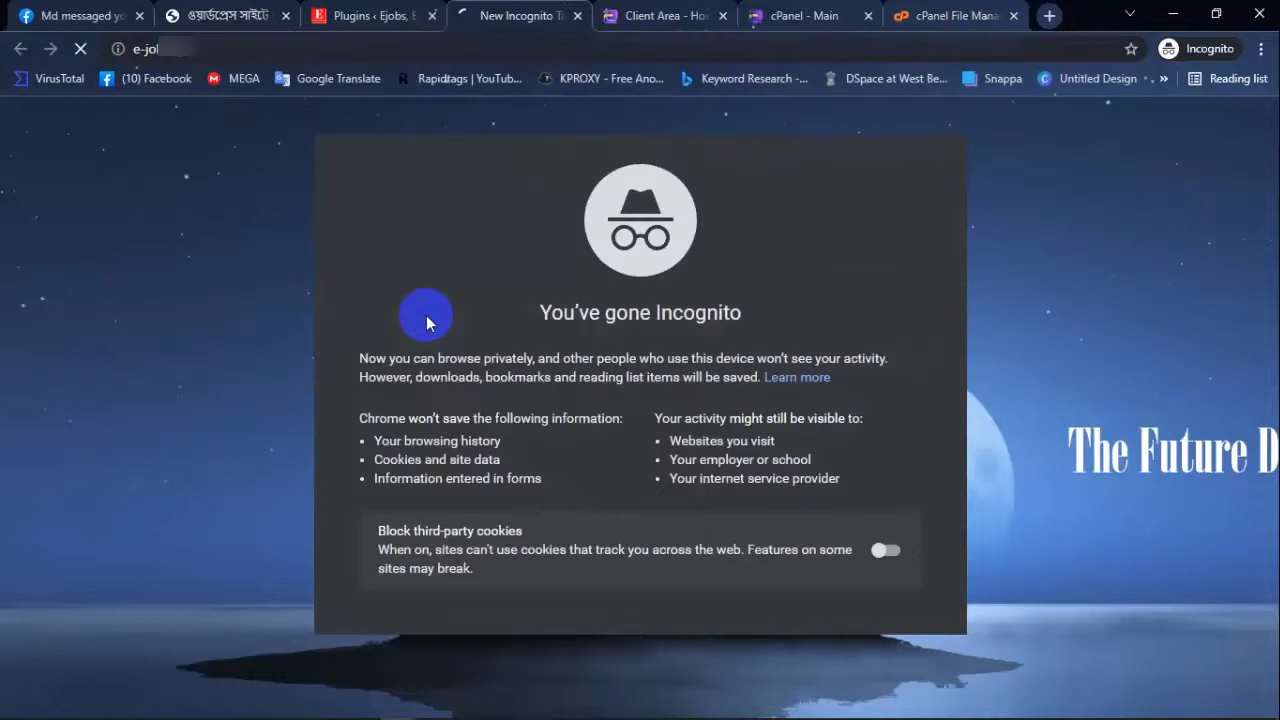 Md messaged yo
ওয়ার্ডপ্রেস সাইটে
Plugins ‹ Ejobs, E
New Incognito Ta
Client Area - Hos
cPanel - Main
cPanel File Mana
e-jo
Incognito
VirusTotal
(10) Facebook
MEGA
Google Translate
Rapidtags | YouTub...
KPROXY - Free Ano...
Keyword Research -...
DSpace at West Be...
Snappa
Untitled Design
Reading list
You've gone Incognito
Now you can browse privately, and other people who use this device won't see your activity.
However, downloads, bookmarks and reading list items will be saved. Learn more
Chrome won't save the following information:
• Your browsing history
• Cookies and site data
• Information entered in forms
Your activity might still be visible to:
• Websites you visit
• Your employer or school
• Your internet service provider
The Future D
Block third-party cookies
When on, sites can't use cookies that track you across the web. Features on some
sites may break.